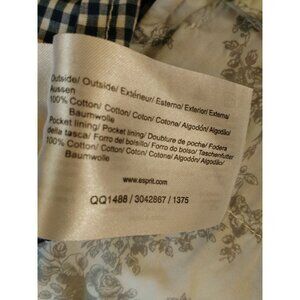 Outside/ Outside/ Extérieur/ Esterno/ Exterior/ Externa/
Aussen
100% Cotton/ Cotton/ Coton/ Cotone/ Algodón/ Algodão/
Baumwolle
Pocket lining/ Pocket lining/ Doublure de poche/ Fodera
della tasca/ Forro del bolsillo/ Forro do bolso/ Taschenfutter
100% Cotton/ Cotton/ Coton/ Cotone/ Algodón/ Algodão/
Baumwolle
www.esprit.com
QQ1488 / 3042867 / 1375